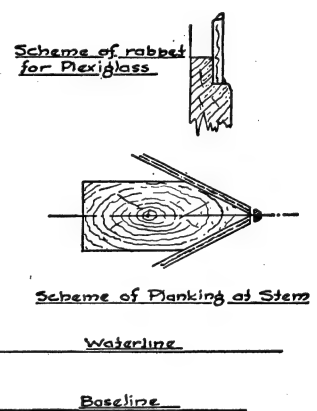 Scheme of rabbet
for Plexiglass
Scheme of Planking at Stem
Waterline
Baseline